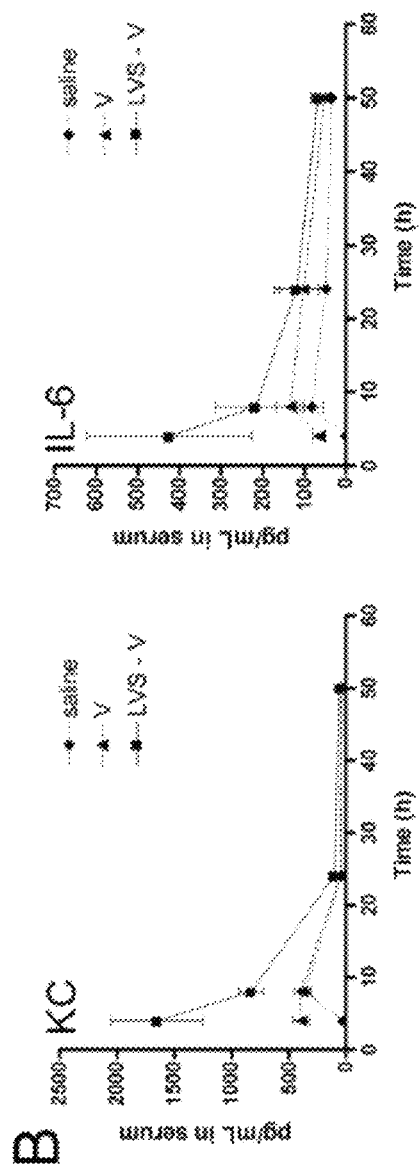 B
KC
saline
V
LVS - V
pg/mL in serum
2500
2000
1500
1000
500
0
0 10 20 30 40 50 60
Time (h)
IL-6
saline
V
LVS - V
pg/mL in serum
700
600
500
400
300
200
100
0
0 10 20 30 40 50 60
Time (h)